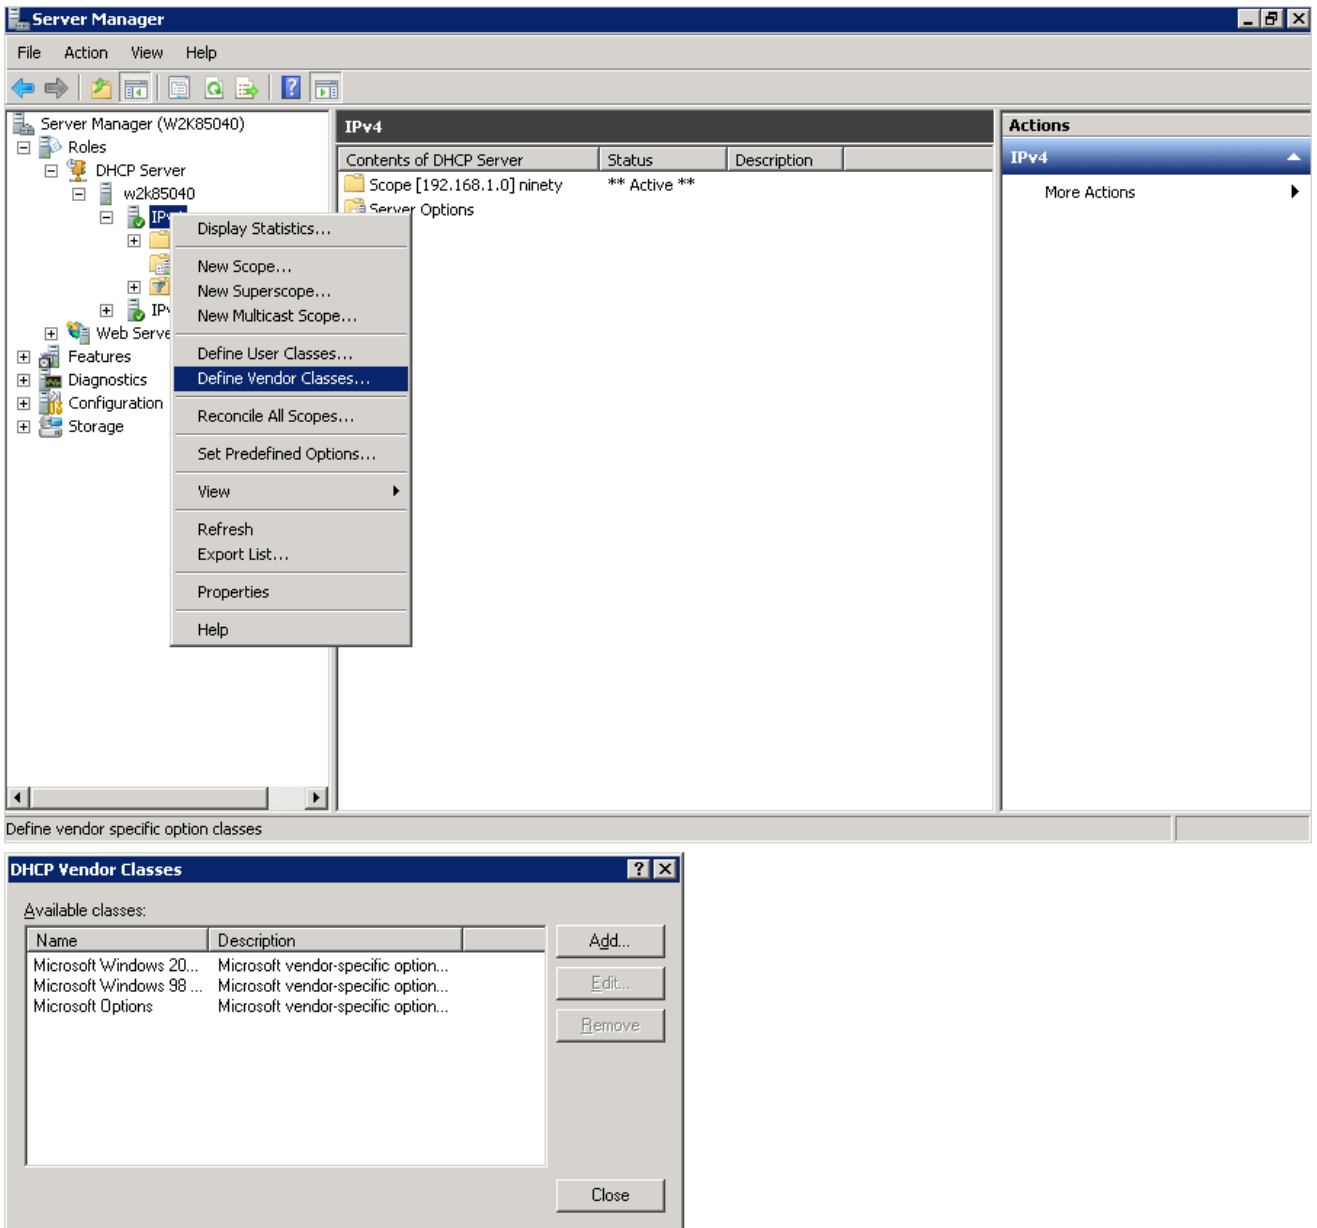 Server Manager
File Action View Help
Server Manager (W2K85040)
Roles
DHCP Server
w2k85040
IPv4
Web Serve
Features
Diagnostics
Configuration
Storage
IPv4
Contents of DHCP Server Status Description
Scope [192.168.1.0] ninety ** Active **
Server Options
Display Statistics...
New Scope...
New Superscope...
New Multicast Scope...
Define User Classes...
Define Vendor Classes...
Reconcile All Scopes...
Set Predefined Options...
View
Refresh
Export List...
Properties
Help
Actions
IPv4
More Actions
Define vendor specific option classes
DHCP Vendor Classes
Available classes:
Name Description
Microsoft Windows 20... Microsoft vendor-specific option...
Microsoft Windows 98 ... Microsoft vendor-specific option...
Microsoft Options Microsoft vendor-specific option...
Add...
Edit...
Remove
Close